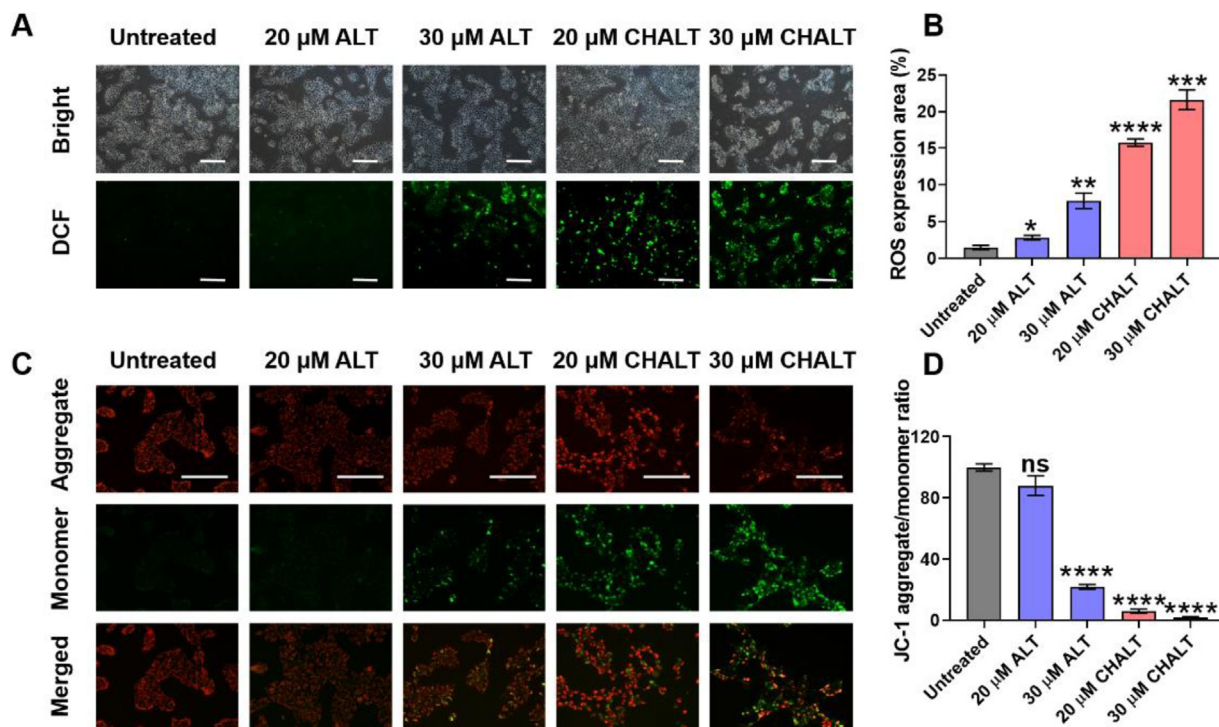 A
Untreated
20 µM ALT
30 µM ALT
20 µM CHALT
30 µM CHALT
Bright
DCF
B
ROS expression area (%)
25
20
15
10
5
0
*
**
****
***
Untreated
20 µM ALT
30 µM ALT
20 µM CHALT
30 µM CHALT
C
Untreated
20 µM ALT
30 µM ALT
20 µM CHALT
30 µM CHALT
Aggregate
Monomer
Merged
D
JC-1 aggregate/monomer ratio
120
80
40
0
ns
****
****
****
Untreated
20 µM ALT
30 µM ALT
20 µM CHALT
30 µM CHALT